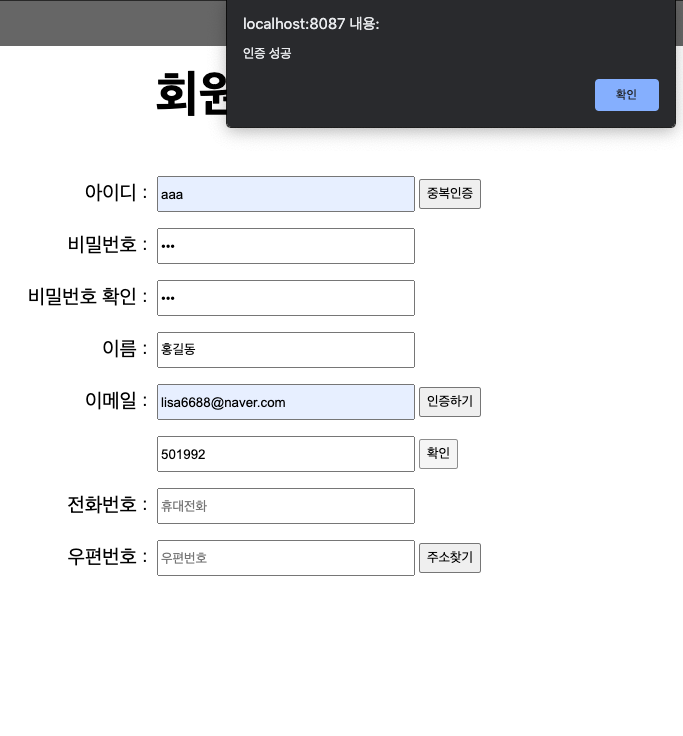 localhost:8087 내용:
인증 성공
확인
회원
아이디 : aaa 중복인증
비밀번호 : •••
비밀번호 확인 : •••
이름 : 홍길동
이메일 : lisa6688@naver.com 인증하기
501992 확인
전화번호 : 휴대전화
우편번호 : 우편번호 주소찾기